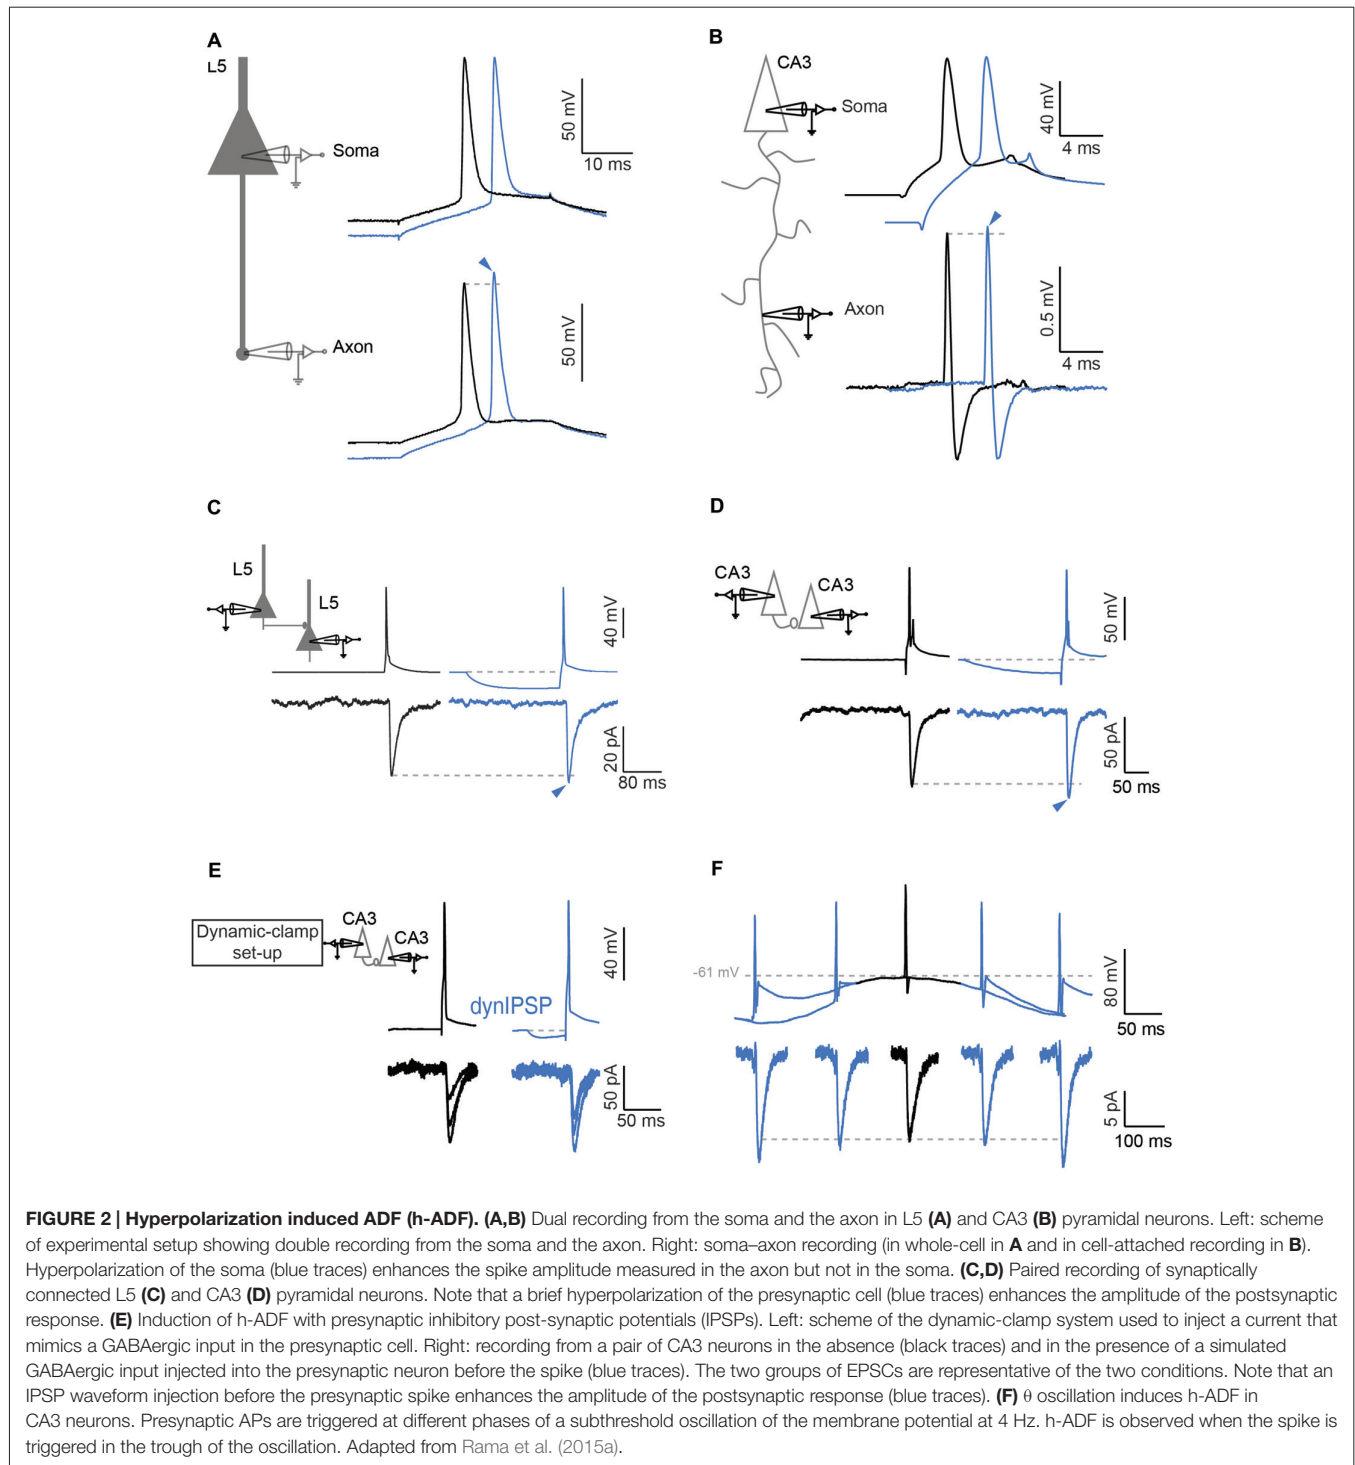 A
L5
Soma
50 mV
10 ms
Axon
50 mV
B
CA3
Soma
40 mV
4 ms
Axon
0.5 mV
4 ms
C
L5
L5
40 mV
20 pA
80 ms
D
CA3
CA3
50 mV
50 pA
50 ms
E
Dynamic-clamp
set-up
CA3
CA3
dynIPSP
40 mV
50 pA
50 ms
F
-61 mV
80 mV
50 ms
5 pA
100 ms
FIGURE 2 | Hyperpolarization induced ADF (h-ADF). (A,B) Dual recording from the soma and the axon in L5 (A) and CA3 (B) pyramidal neurons. Left: scheme
of experimental setup showing double recording from the soma and the axon. Right: soma–axon recording (in whole-cell in A and in cell-attached recording in B).
Hyperpolarization of the soma (blue traces) enhances the spike amplitude measured in the axon but not in the soma. (C,D) Paired recording of synaptically
connected L5 (C) and CA3 (D) pyramidal neurons. Note that a brief hyperpolarization of the presynaptic cell (blue traces) enhances the amplitude of the postsynaptic
response. (E) Induction of h-ADF with presynaptic inhibitory post-synaptic potentials (IPSPs). Left: scheme of the dynamic-clamp system used to inject a current that
mimics a GABAergic input in the presynaptic cell. Right: recording from a pair of CA3 neurons in the absence (black traces) and in the presence of a simulated
GABAergic input injected into the presynaptic neuron before the spike (blue traces). The two groups of EPSCs are representative of the two conditions. Note that an
IPSP waveform injection before the presynaptic spike enhances the amplitude of the postsynaptic response (blue traces). (F) θ oscillation induces h-ADF in
CA3 neurons. Presynaptic APs are triggered at different phases of a subthreshold oscillation of the membrane potential at 4 Hz. h-ADF is observed when the spike is
triggered in the trough of the oscillation. Adapted from Rama et al. (2015a).